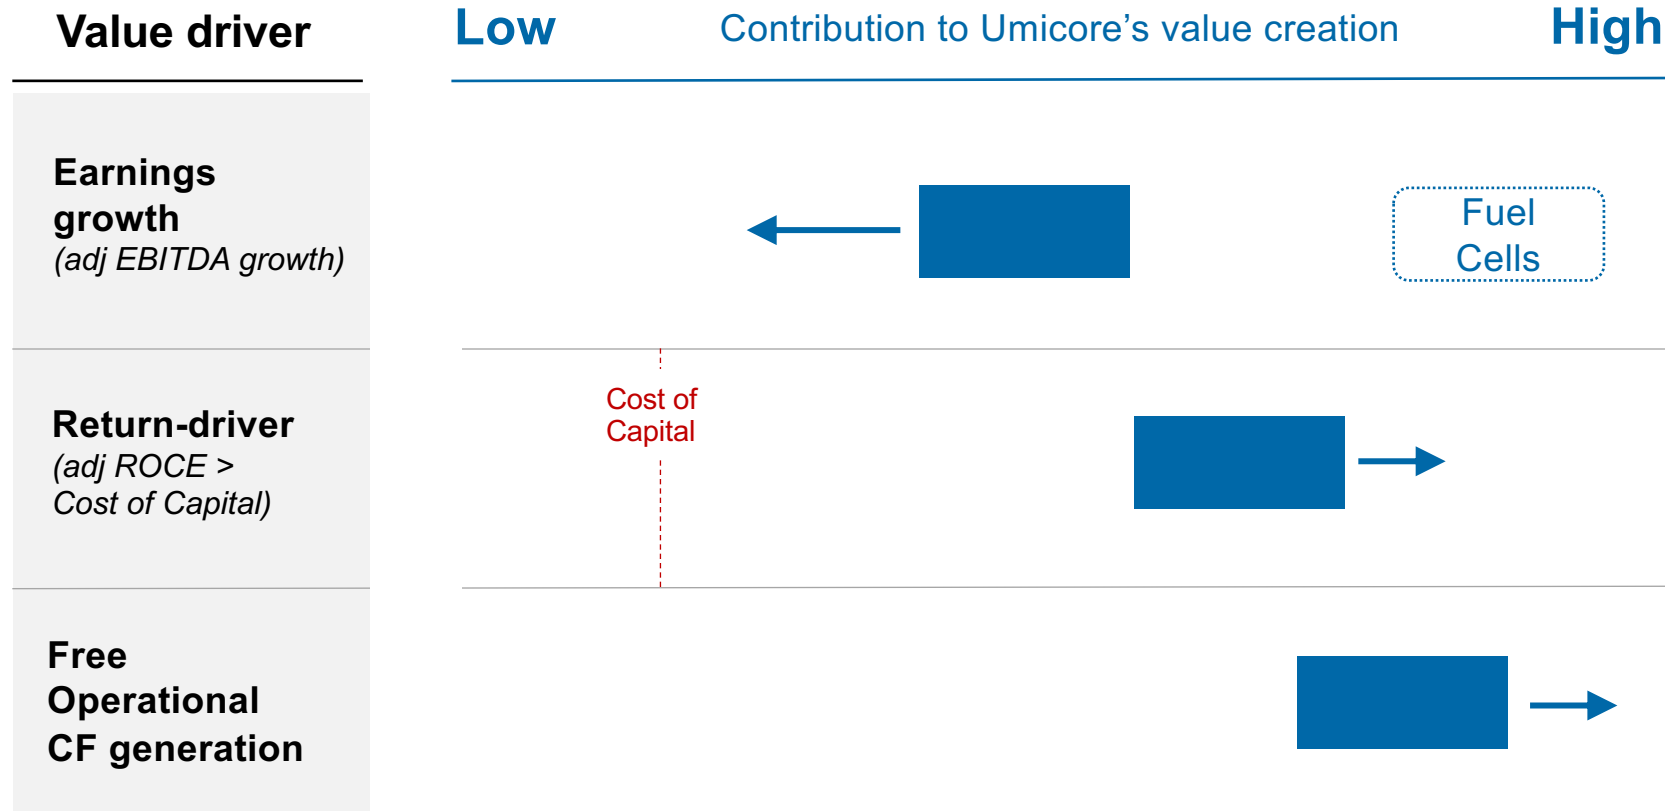 Value driver
Low
Contribution to Umicore’s value creation
High
Earnings
growth
(adj EBITDA growth)
Fuel
Cells
Return-driver
(adj ROCE >
Cost of Capital)
Cost of
Capital
Free
Operational
CF generation